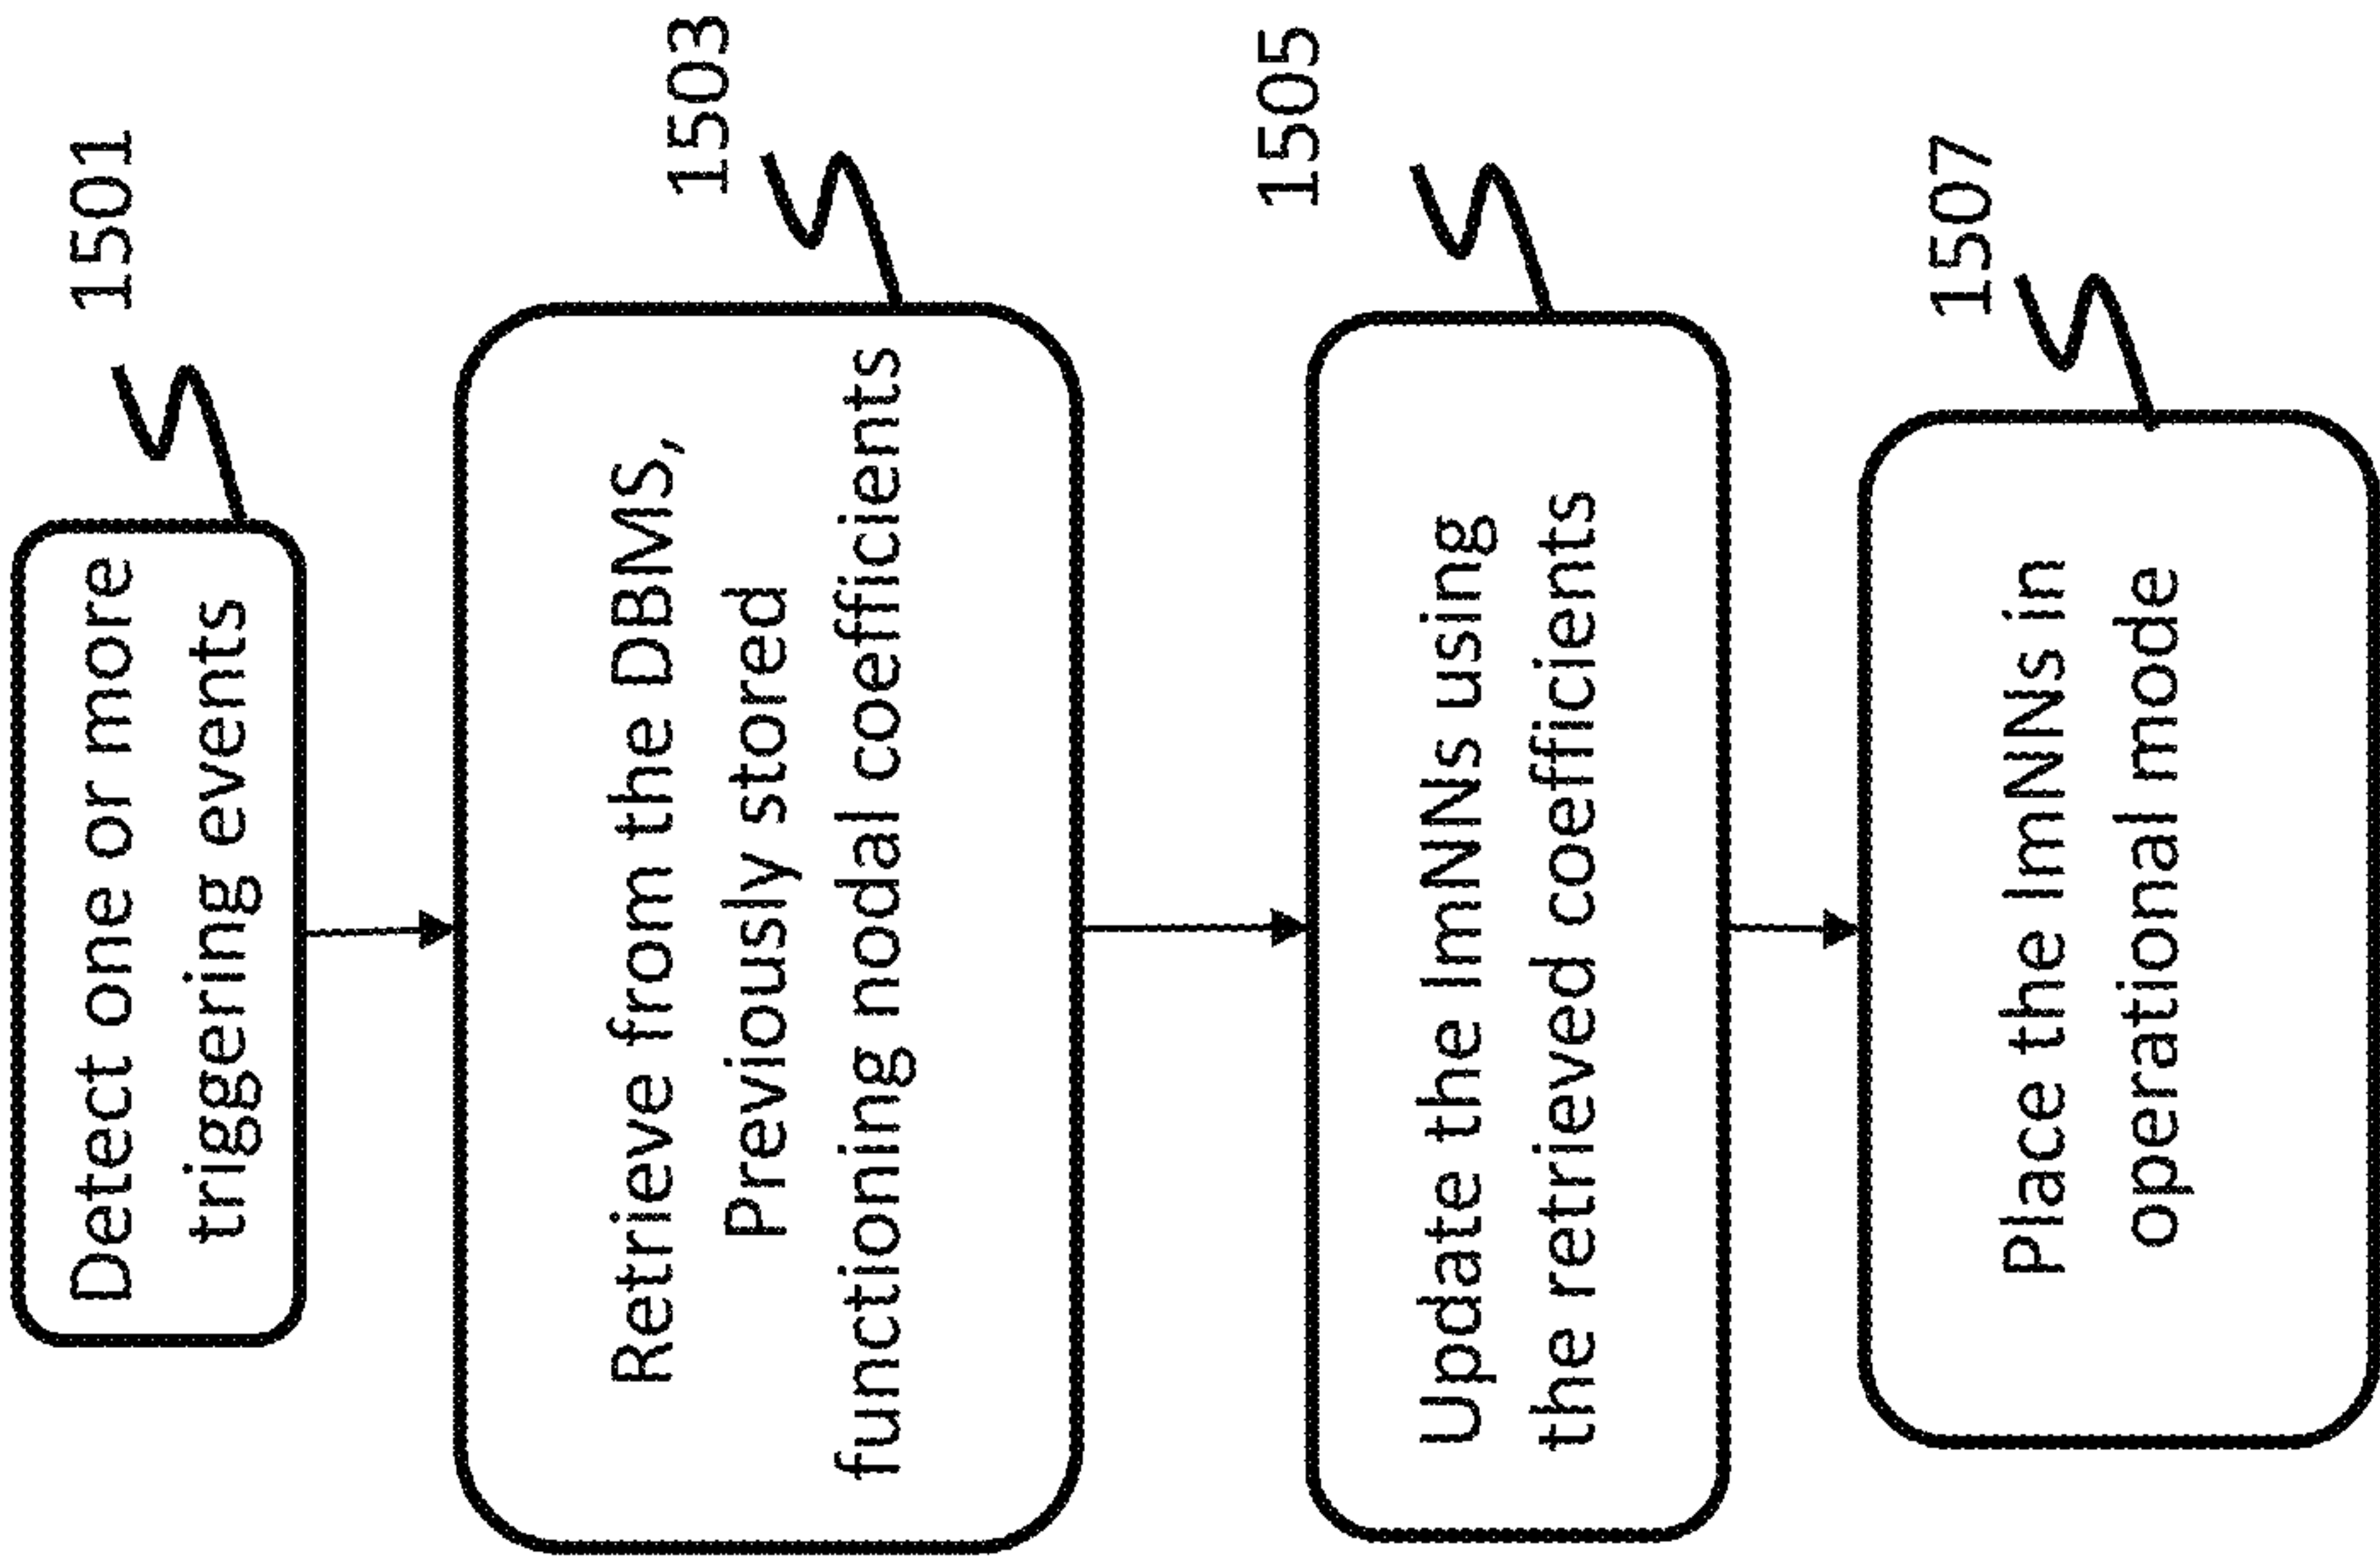 Detect one or more
triggering events
1501
Retrieve from the DBMS,
Previously stored
functioning nodal coefficients
1503
Update the ImNNs using
the retrieved coefficients
1505
Place the ImNNs in
operational mode
1507